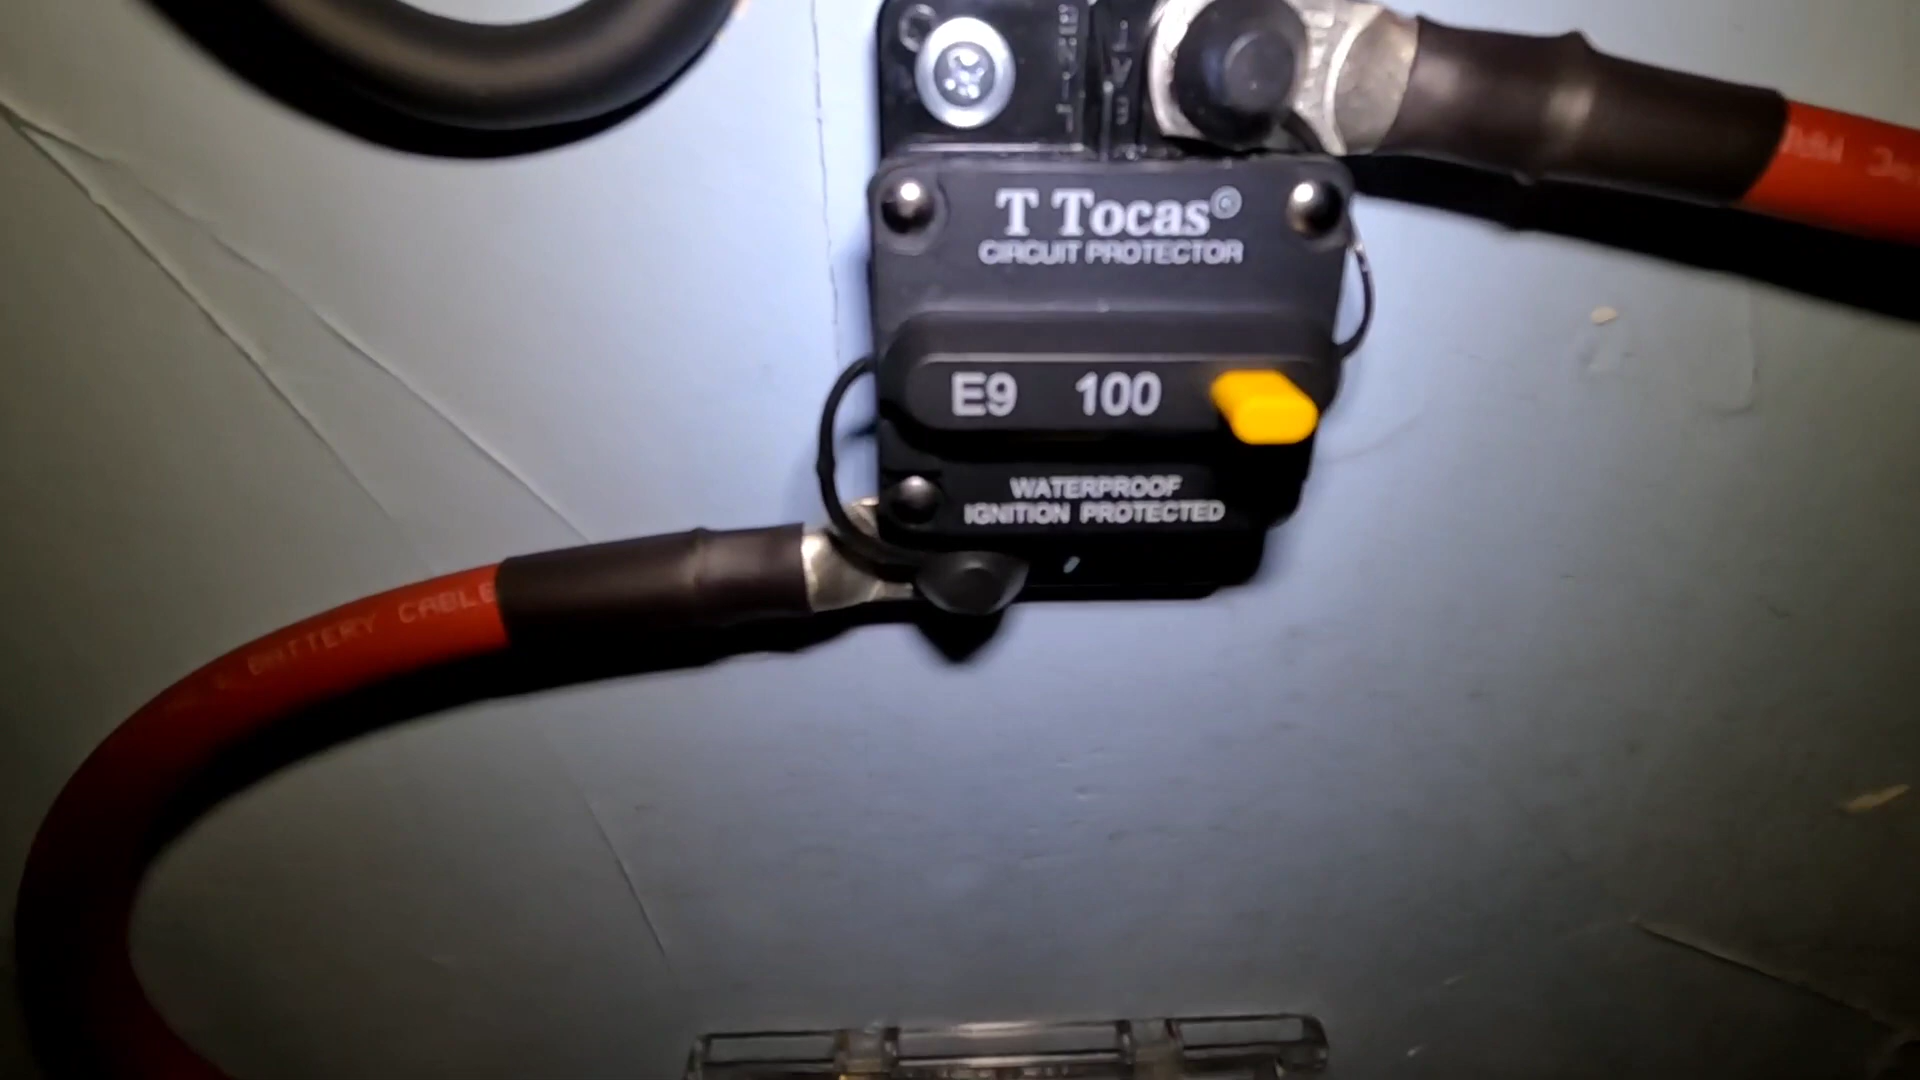 T Tocas©
CIRCUIT PROTECTOR
E9 100
WATERPROOF
IGNITION PROTECTED
BATTERY CABLE